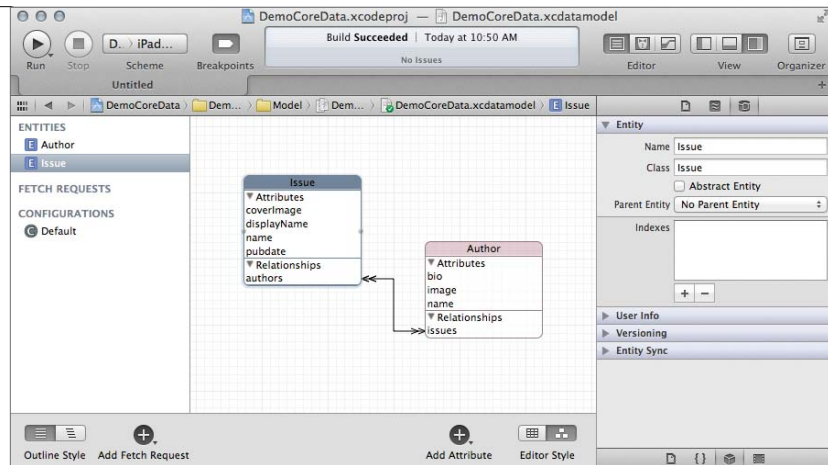 DemoCoreData.xcodeproj — DemoCoreData.xcdatamodel
Run
Stop
D.. iPad...
Scheme
Breakpoints
Build Succeeded | Today at 10:50 AM
No Issues
Editor
View
Organizer
Untitled
DemoCoreData
Dem...
Model
Dem...
DemoCoreData.xcdatamodel
E Issue
ENTITIES
E Author
E Issue
FETCH REQUESTS
CONFIGURATIONS
C Default
Issue
Attributes
coverImage
displayName
name
pubdate
Relationships
authors
Author
Attributes
bio
image
name
Relationships
issues
Entity
Name Issue
Class Issue
Abstract Entity
Parent Entity No Parent Entity
Indexes
+ −
User Info
Versioning
Entity Sync
Outline Style
Add Fetch Request
Add Attribute
Editor Style
{}